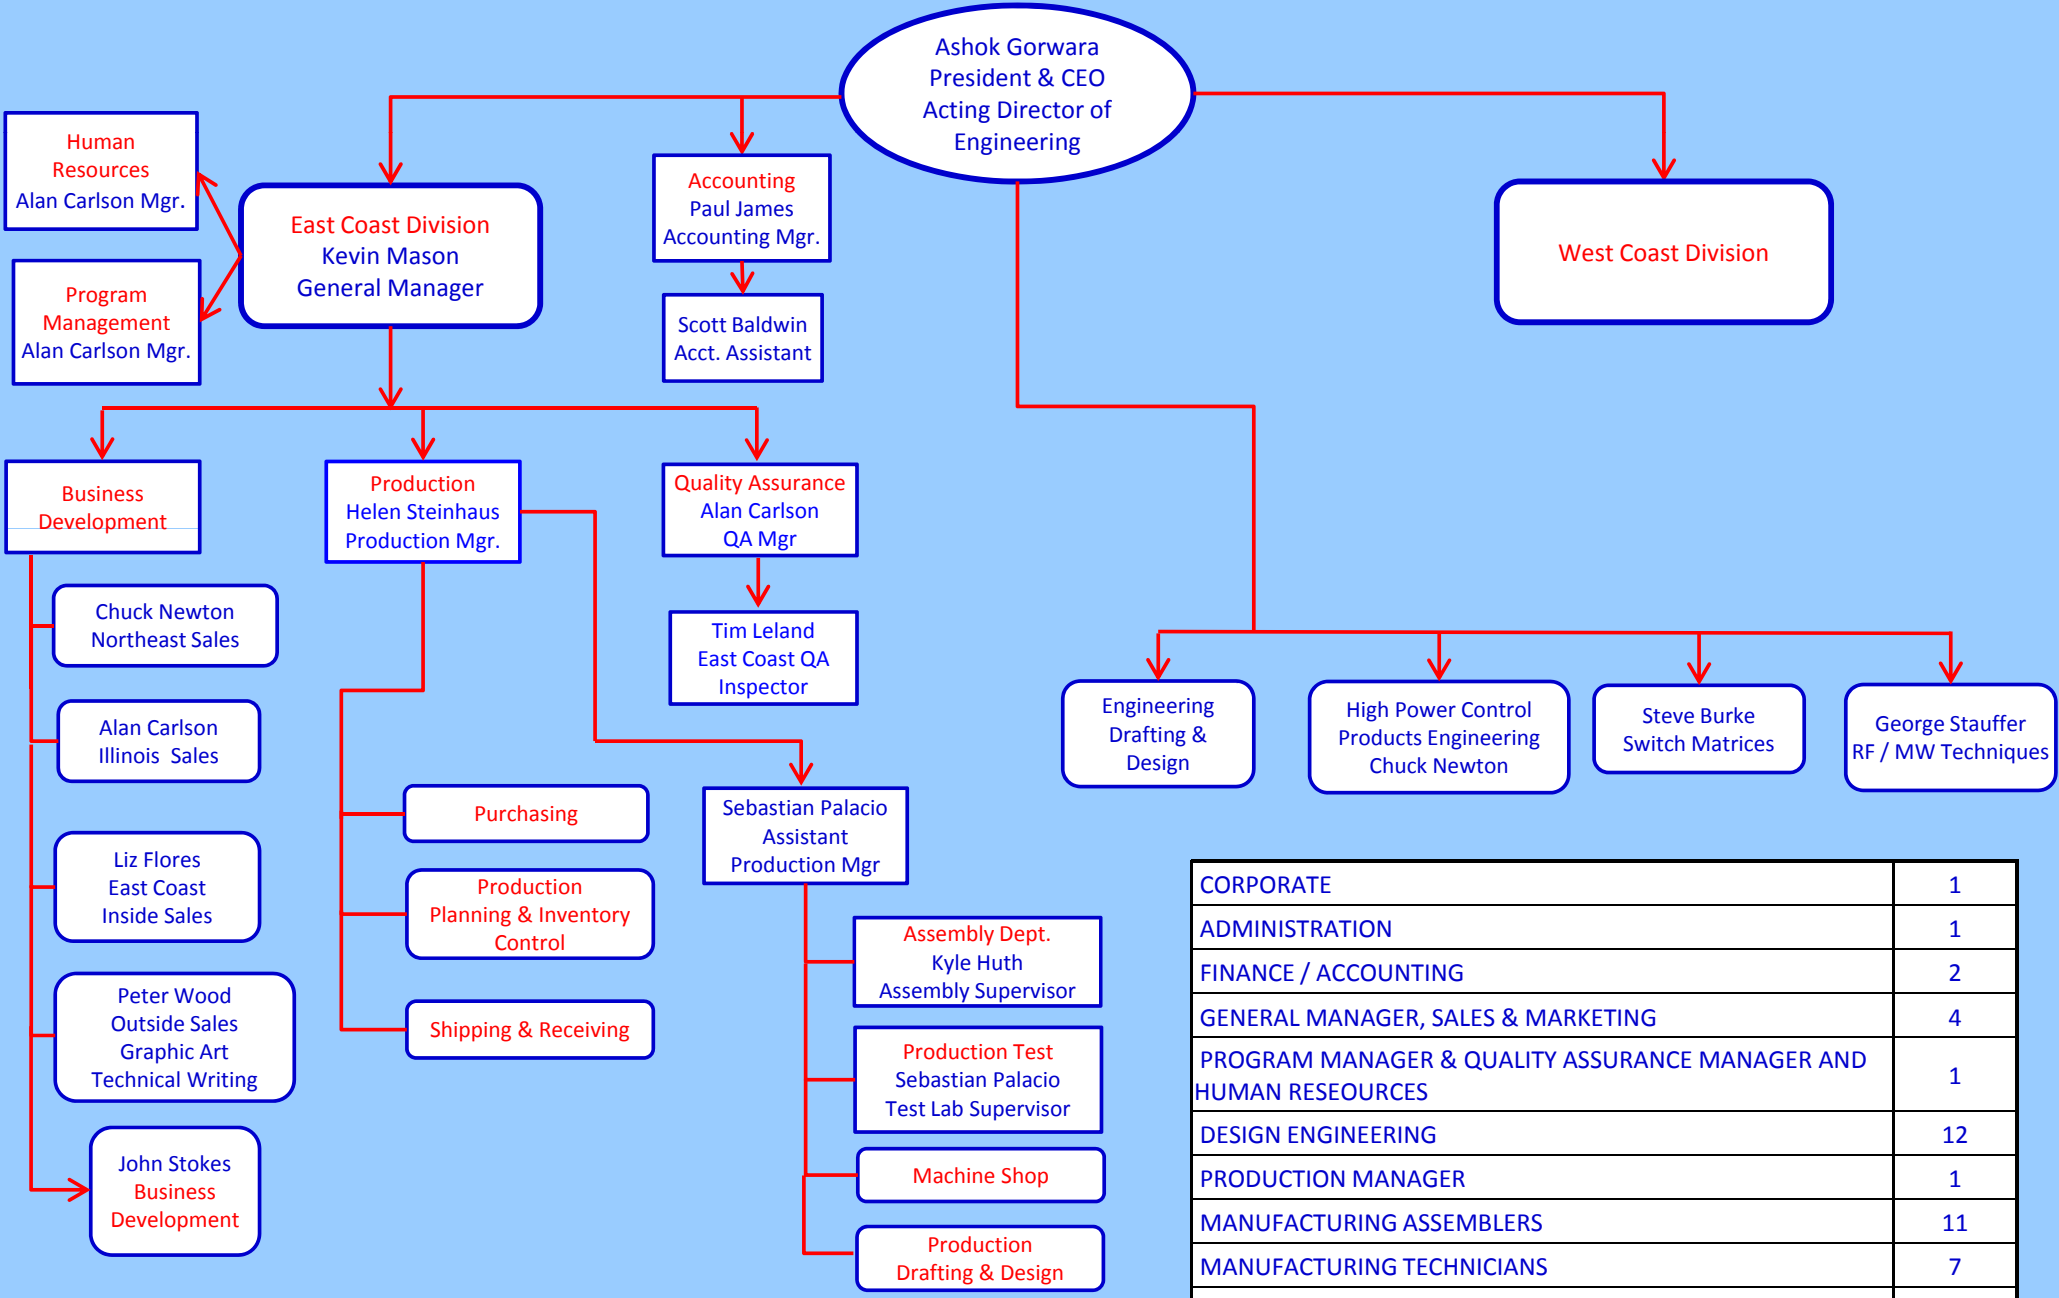 Ashok Gorwara
President & CEO
Acting Director of
Engineering
Human
Resources
Alan Carlson Mgr.
Program
Management
Alan Carlson Mgr.
East Coast Division
Kevin Mason
General Manager
Accounting
Paul James
Accounting Mgr.
Scott Baldwin
Acct. Assistant
West Coast Division
Business
Development
Production
Helen Steinhaus
Production Mgr.
Quality Assurance
Alan Carlson
QA Mgr
Tim Leland
East Coast QA
Inspector
Chuck Newton
Northeast Sales
Alan Carlson
Illinois  Sales
Liz Flores
East Coast
Inside Sales
Peter Wood
Outside Sales
Graphic Art
Technical Writing
John Stokes
Business
Development
Purchasing
Production
Planning & Inventory
Control
Shipping & Receiving
Sebastian Palacio
Assistant
Production Mgr
Assembly Dept.
Kyle Huth
Assembly Supervisor
Production Test
Sebastian Palacio
Test Lab Supervisor
Machine Shop
Production
Drafting & Design
Engineering
Drafting &
Design
High Power Control
Products Engineering
Chuck Newton
Steve Burke
Switch Matrices
George Stauffer
RF / MW Techniques
CORPORATE 1
ADMINISTRATION 1
FINANCE / ACCOUNTING 2
GENERAL MANAGER, SALES & MARKETING 4
PROGRAM MANAGER & QUALITY ASSURANCE MANAGER AND
HUMAN RESEOURCES 1
DESIGN ENGINEERING 12
PRODUCTION MANAGER 1
MANUFACTURING ASSEMBLERS 11
MANUFACTURING TECHNICIANS 7